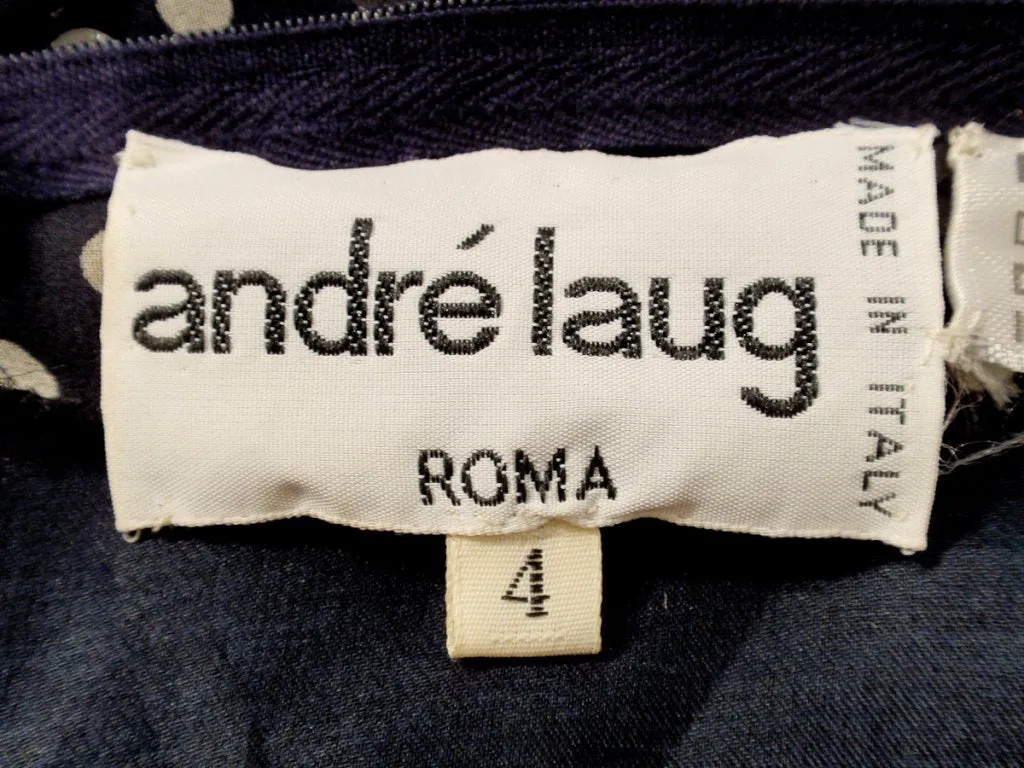 andré laug
ROMA
MADE IN ITALY
4